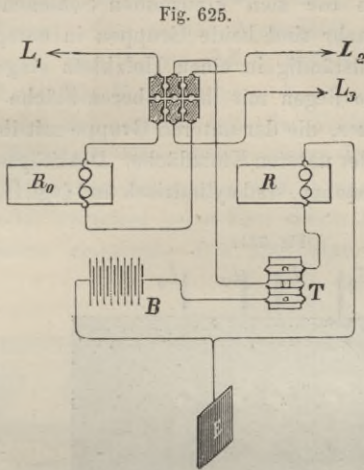 Fig. 625.
L₁ L₂
L₃
R₀ R
B T
E